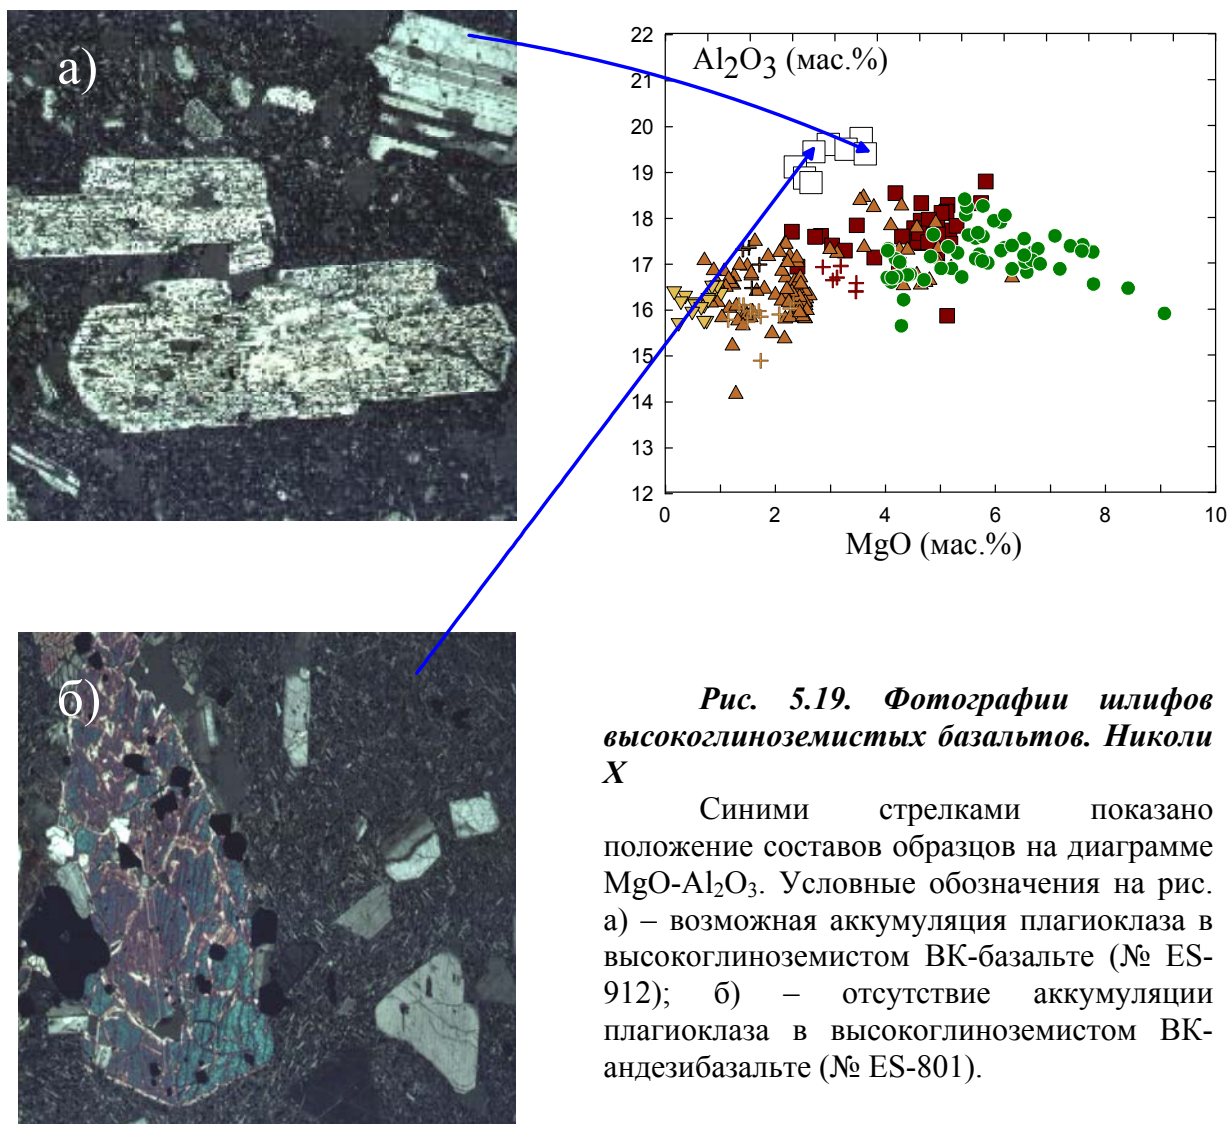 а)
Al₂O₃ (мас.%)
22
21
20
19
18
17
16
15
14
13
12
0 2 4 6 8 10
MgO (мас.%)
б)
Рис. 5.19. Фотографии шлифов
высокоглиноземистых базальтов. Николи
X
Синими стрелками показано
положение составов образцов на диаграмме
MgO-Al₂O₃. Условные обозначения на рис.
а) – возможная аккумуляция плагиоклаза в
высокоглиноземистом ВК-базальте (№ ES-
912); б) – отсутствие аккумуляции
плагиоклаза в высокоглиноземистом ВК-
андезибазальте (№ ES-801).